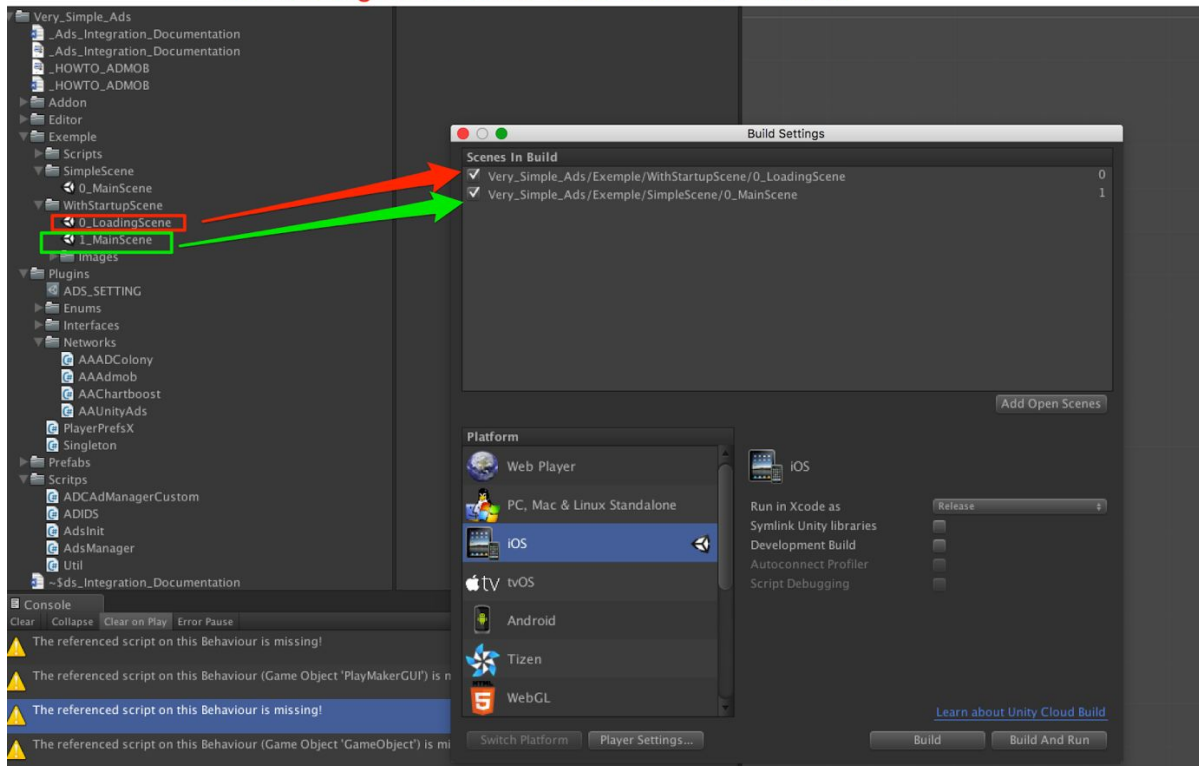 Very_Simple_Ads
_Ads_Integration_Documentation
_Ads_Integration_Documentation
_HOWTO_ADMOB
_HOWTO_ADMOB
Addon
Editor
Exemple
Scripts
SimpleScene
0_MainScene
WithStartupScene
0_LoadingScene
1_MainScene
Images
Plugins
ADS_SETTING
Enums
Interfaces
Networks
AAADColony
AAAdmob
AAChartboost
AAUnityAds
PlayerPrefsX
Singleton
Prefabs
Scritps
ADCAdManagerCustom
ADIDS
AdsInit
AdsManager
Util
~$ds_Integration_Documentation
Console
Clear Collapse Clear on Play Error Pause
The referenced script on this Behaviour is missing!
The referenced script on this Behaviour (Game Object 'PlayMakerGUI') is
The referenced script on this Behaviour is missing!
The referenced script on this Behaviour (Game Object 'GameObject') is mi
Build Settings
Scenes In Build
Very_Simple_Ads/Exemple/WithStartupScene/0_LoadingScene 0
Very_Simple_Ads/Exemple/SimpleScene/0_MainScene 1
Add Open Scenes
Platform
Web Player
PC, Mac & Linux Standalone
iOS
tv tvOS
Android
Tizen
HTML 5 WebGL
iOS
Run in Xcode as Release
Symlink Unity libraries
Development Build
Autoconnect Profiler
Script Debugging
Learn about Unity Cloud Build
Switch Platform Player Settings... Build Build And Run